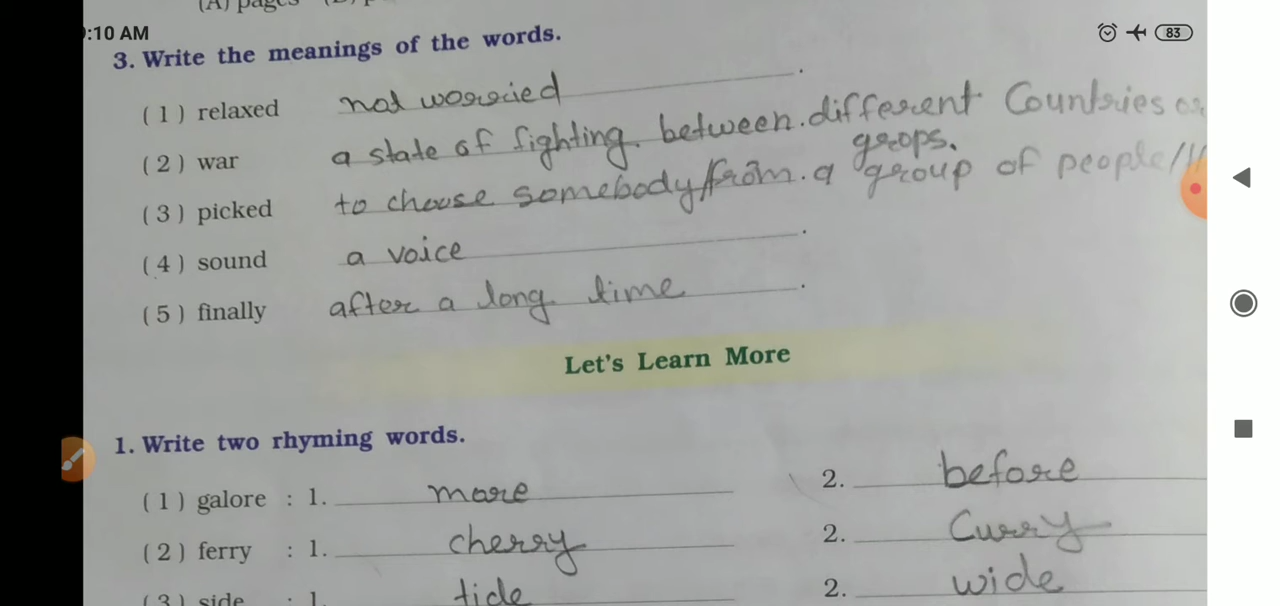 :10 AM
83
3. Write the meanings of the words.
(1) relaxed not worried
(2) war a state of fighting between different Countries or
grops.
(3) picked to choose somebody/from a group of people
(4) sound a voice
(5) finally after a long time
Let's Learn More
1. Write two rhyming words.
(1) galore : 1. more 2. before
(2) ferry : 1. cherry 2. Curry
(3) side : 1. tide 2. wide